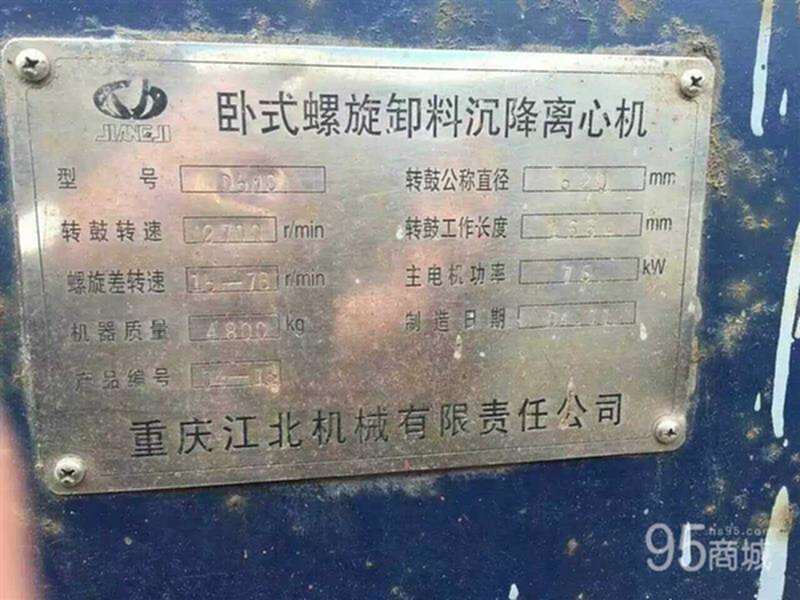 JIANGJI
卧式螺旋卸料沉降离心机
型 号
转鼓公称直径 mm
转鼓转速 r/min
转鼓工作长度 mm
螺旋差转速 r/min
主电机功率 75 kW
机器质量 4800 kg
制造日期
产品编号
重庆江北机械有限责任公司
95商城
hs95.com